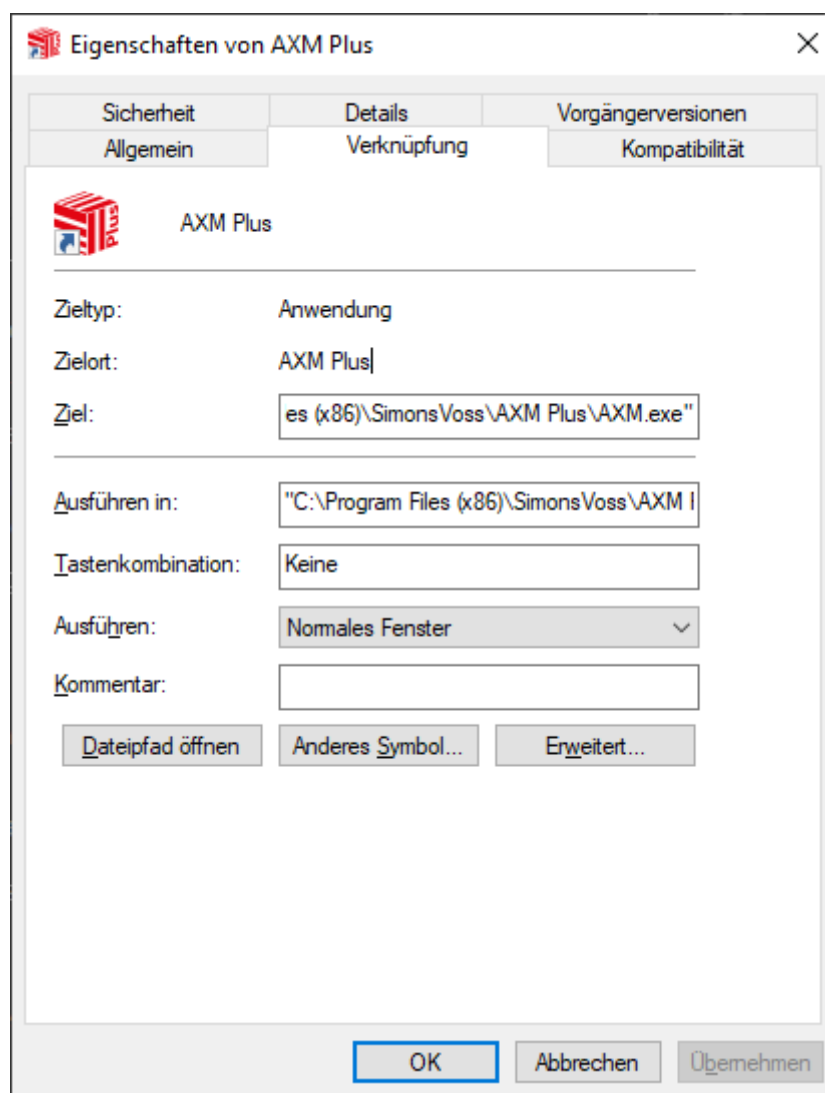 Eigenschaften von AXM Plus
Sicherheit Details Vorgängerversionen
Allgemein Verknüpfung Kompatibilität
Plus
AXM Plus
Zieltyp: Anwendung
Zielort: AXM Plus
Ziel: es (x86)\SimonsVoss\AXM Plus\AXM.exe"
Ausführen in: "C:\Program Files (x86)\SimonsVoss\AXM
Tastenkombination: Keine
Ausführen: Normales Fenster
Kommentar:
Dateipfad öffnen Anderes Symbol... Erweitert...
OK Abbrechen Übernehmen